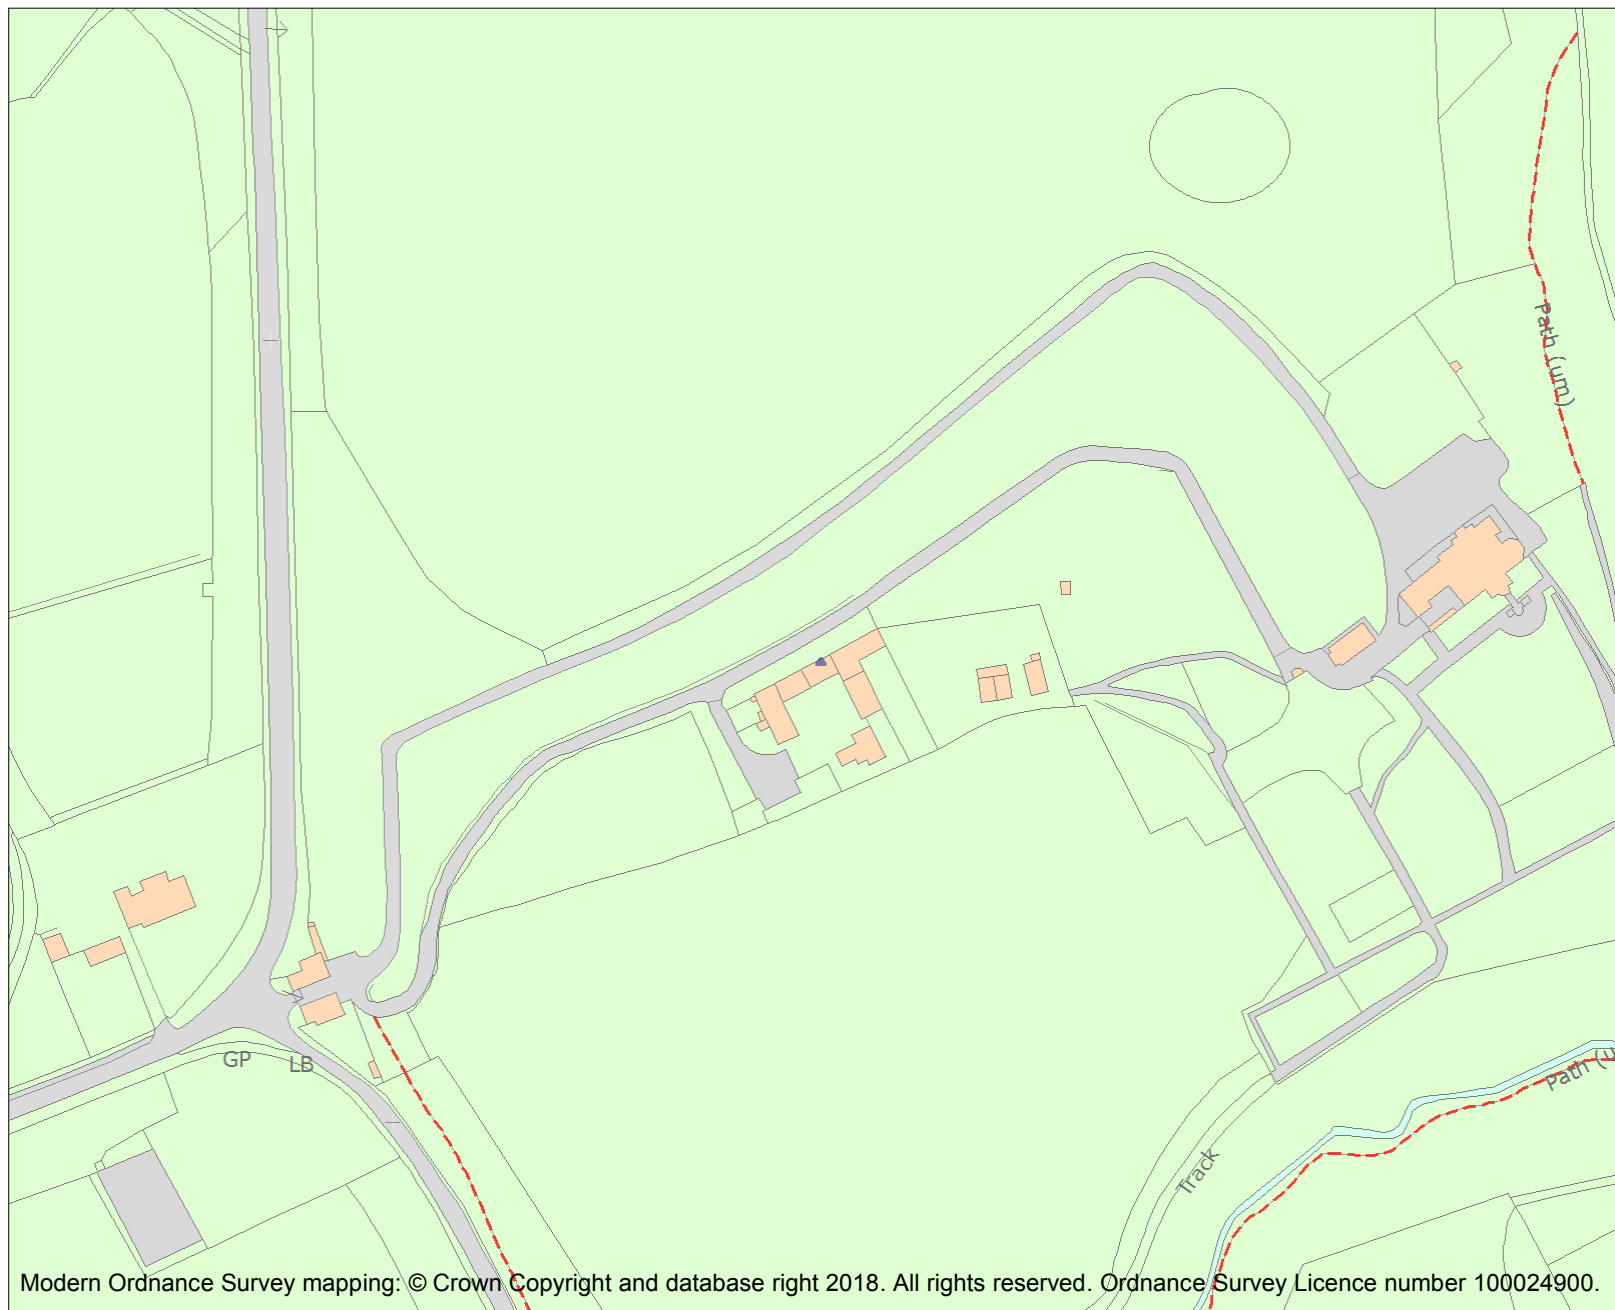 Path (um)
GP
LB
Path (u
Track
Modern Ordnance Survey mapping: © Crown Copyright and database right 2018. All rights reserved. Ordnance Survey Licence number 100024900.